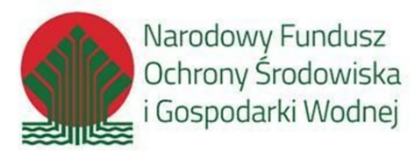 Narodowy Fundusz
Ochrony Środowiska
i Gospodarki Wodnej